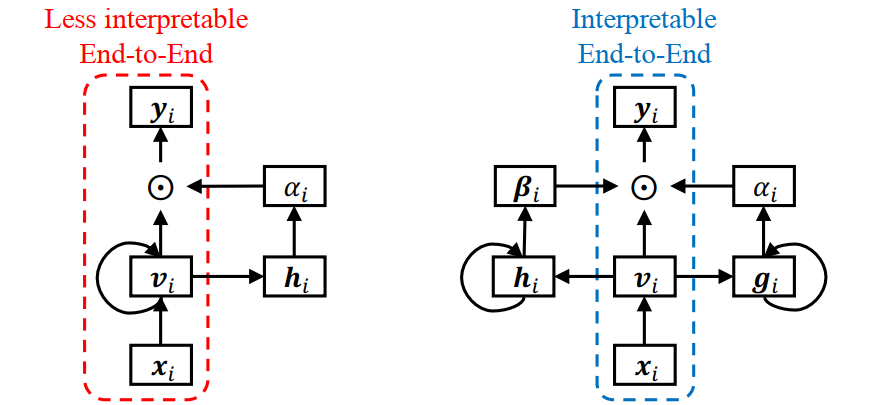 Less interpretable
End-to-End
y_i
⊙
α_i
v_i
h_i
x_i
Interpretable
End-to-End
y_i
β_i
⊙
α_i
h_i
v_i
g_i
x_i